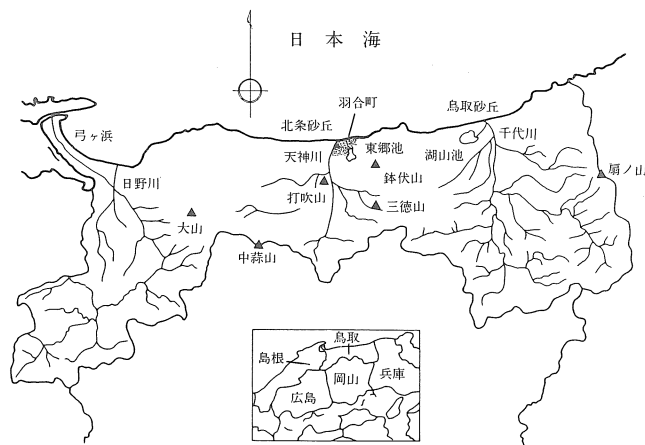 日本海
羽合町
鳥取砂丘
北条砂丘
弓ヶ浜
千代川
天神川
東郷池
湖山池
扇ノ山
鉢伏山
日野川
打吹山
三徳山
大山
中蒜山
鳥取
島根
兵庫
岡山
広島